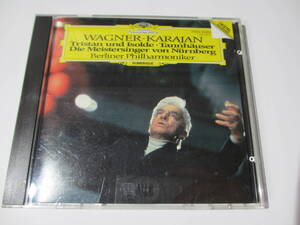 WAGNER·KARAJAN
Tristan und Isolde · Tannhäuser
Die Meistersinger von Nürnberg
Berliner Philharmoniker